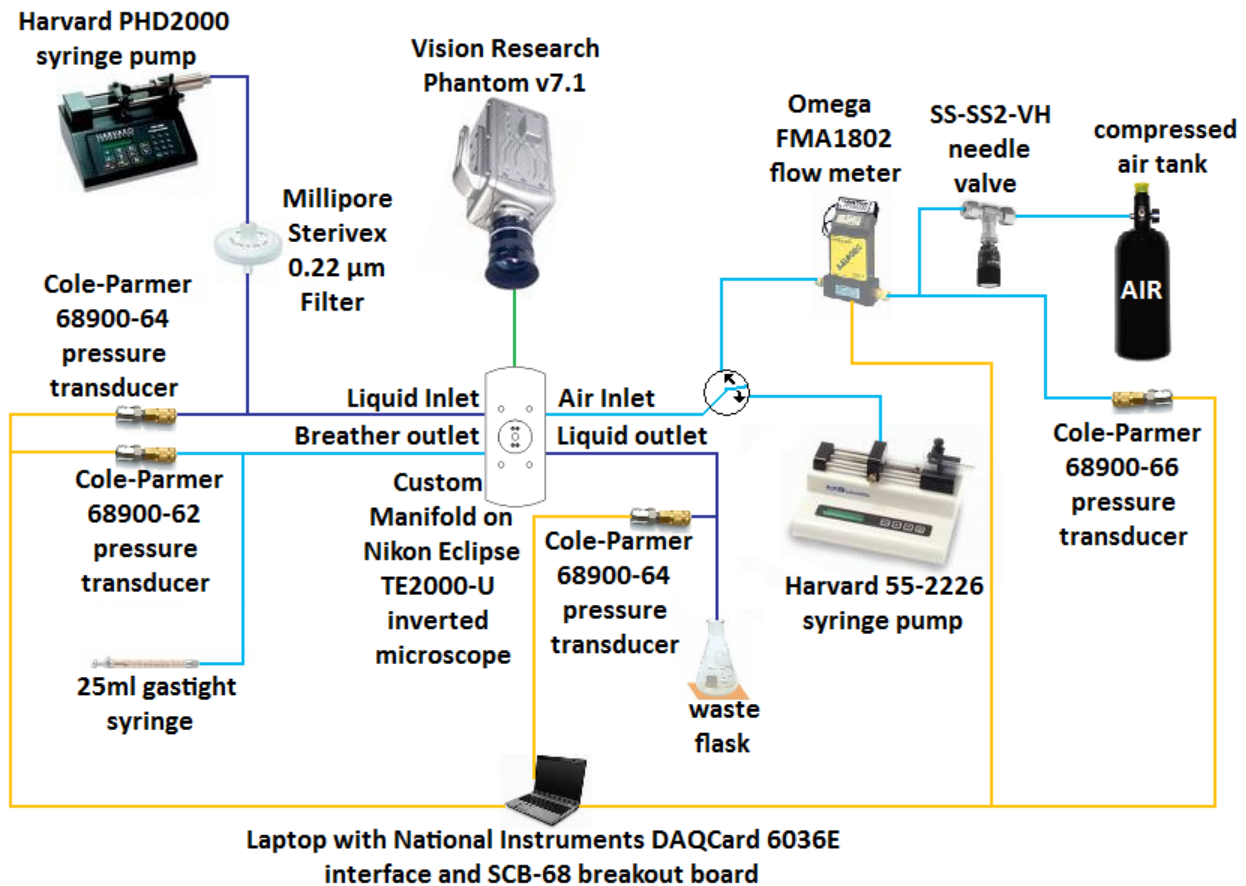 Harvard PHD2000
syringe pump
HARVARD
Vision Research
Phantom v7.1
Omega
FMA1802
flow meter
SS-SS2-VH
needle
valve
compressed
air tank
AIR
Millipore
Sterivex
0.22 µm
Filter
Cole-Parmer
68900-64
pressure
transducer
Liquid Inlet
Air Inlet
Breather outlet
Liquid outlet
Cole-Parmer
68900-62
pressure
transducer
Custom
Manifold on
Nikon Eclipse
TE2000-U
inverted
microscope
Cole-Parmer
68900-64
pressure
transducer
Cole-Parmer
68900-66
pressure
transducer
Harvard 55-2226
syringe pump
25ml gastight
syringe
waste
flask
Laptop with National Instruments DAQCard 6036E
interface and SCB-68 breakout board